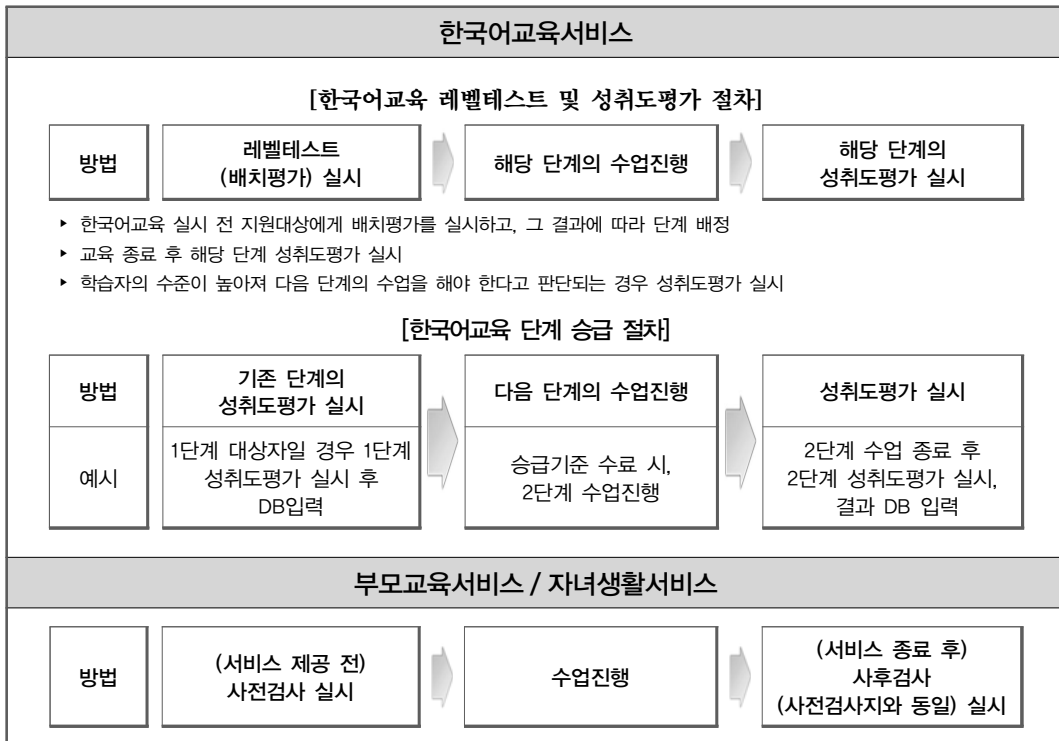 한국어교육서비스
[한국어교육 레벨테스트 및 성취도평가 절차]
방법
레벨테스트
(배치평가) 실시
해당 단계의 수업진행
해당 단계의
성취도평가 실시
▸ 한국어교육 실시 전 지원대상에게 배치평가를 실시하고, 그 결과에 따라 단계 배정
▸ 교육 종료 후 해당 단계 성취도평가 실시
▸ 학습자의 수준이 높아져 다음 단계의 수업을 해야 한다고 판단되는 경우 성취도평가 실시
[한국어교육 단계 승급 절차]
방법
기존 단계의
성취도평가 실시
다음 단계의 수업진행
성취도평가 실시
예시
1단계 대상자일 경우 1단계
성취도평가 실시 후
DB입력
승급기준 수료 시,
2단계 수업진행
2단계 수업 종료 후
2단계 성취도평가 실시,
결과 DB 입력
부모교육서비스 / 자녀생활서비스
방법
(서비스 제공 전)
사전검사 실시
수업진행
(서비스 종료 후)
사후검사
(사전검사지와 동일) 실시